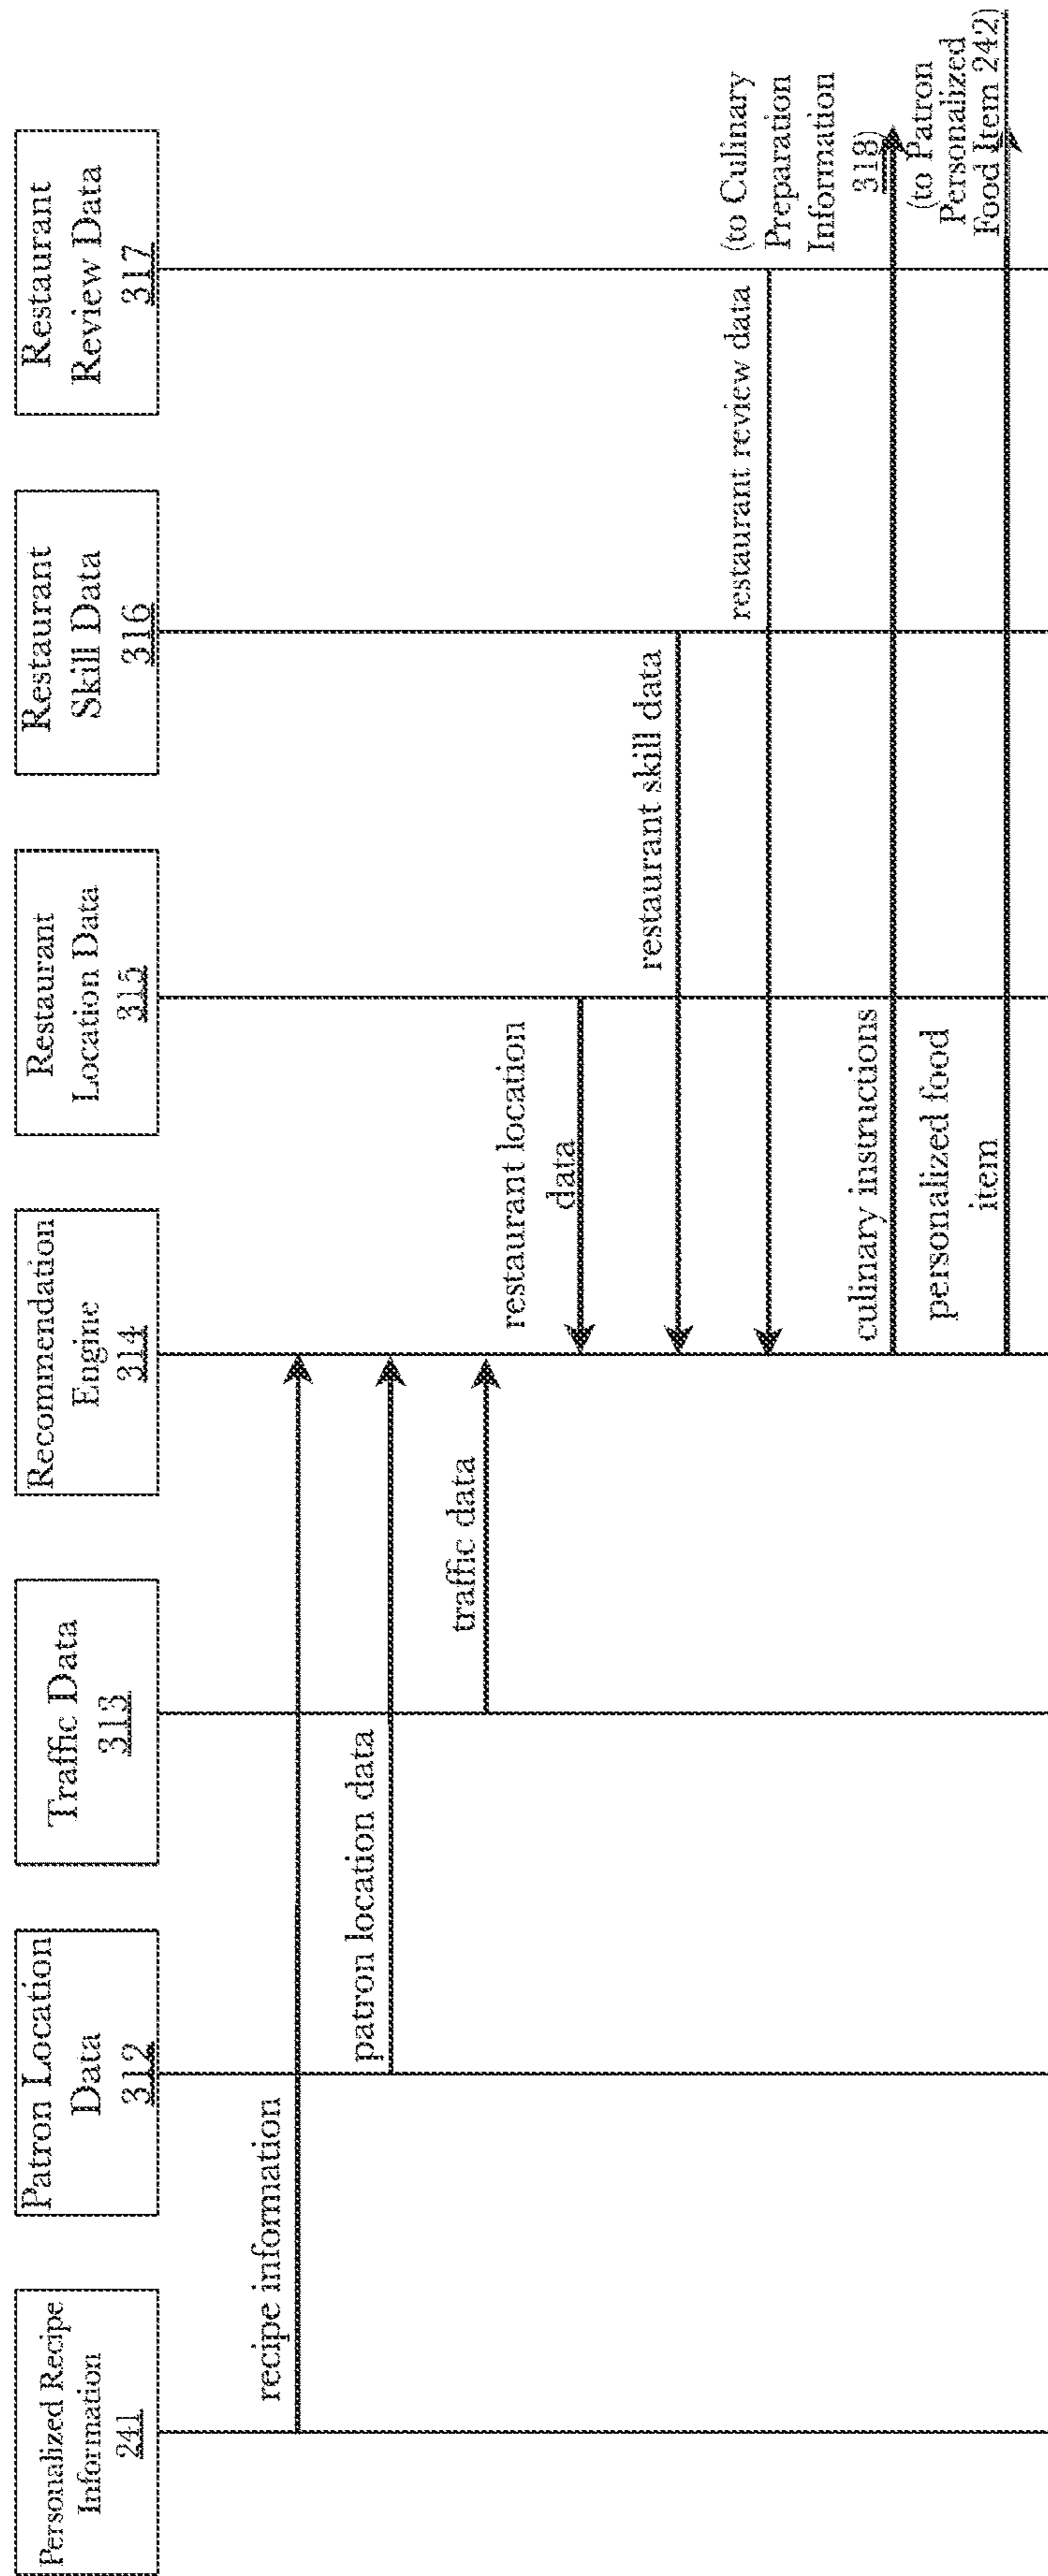 Personalized Recipe
Information
241
Patron Location
Data
312
Traffic Data
313
Recommendation
Engine
314
Restaurant
Location Data
315
Restaurant
Skill Data
316
Restaurant
Review Data
317
recipe information
patron location data
traffic data
restaurant location
data
restaurant skill data
restaurant review data
(to Culinary
Preparation
Information
318)
culinary instructions
(to Patron
Personalized
Food Item 242)
personalized food
item